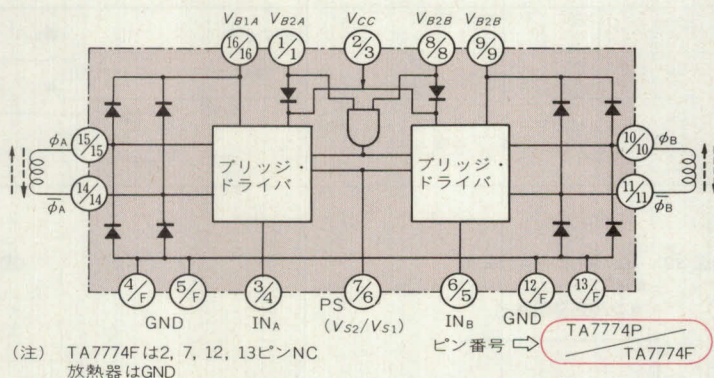 V_B1A V_B2A V_CC V_B2B V_B2B
16/16 1/1 2/3 8/8 9/9
φA 15/15 10/10 φB
ブリッジ・ドライバ ブリッジ・ドライバ
φ̄A 14/14 11/11 φ̄B
4/F 5/F 3/4 7/6 6/5 12/F 13/F
GND IN_A PS IN_B GND
(V_S2/V_S1)
ピン番号 ⇨ TA7774P
TA7774F
(注) TA7774Fは2, 7, 12, 13ピンNC
放熱器はGND